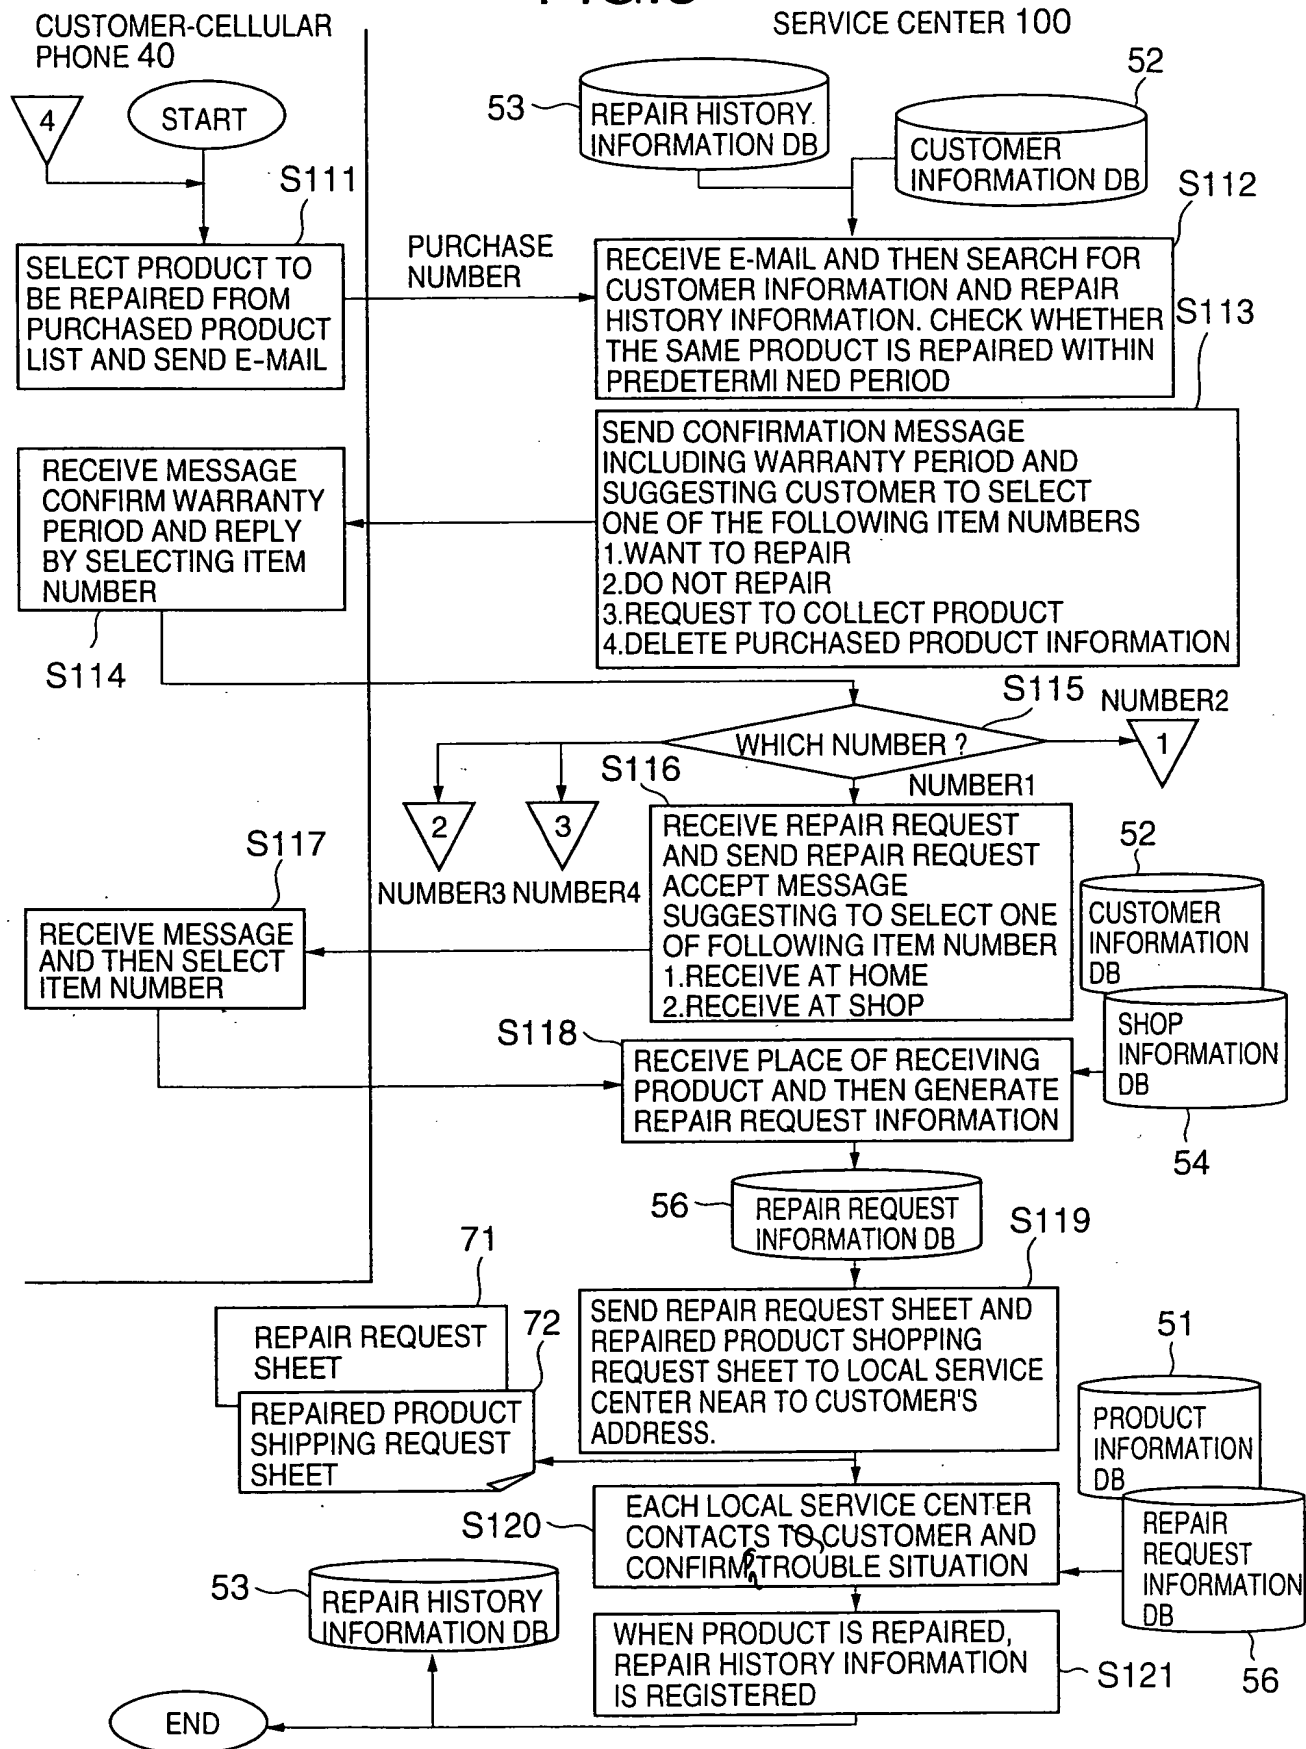 CUSTOMER-CELLULAR
PHONE 40
SERVICE CENTER 100
4
START
53
REPAIR HISTORY.
INFORMATION DB
52
CUSTOMER
INFORMATION DB
S111
S112
SELECT PRODUCT TO
BE REPAIRED FROM
PURCHASED PRODUCT
LIST AND SEND E-MAIL
PURCHASE
NUMBER
RECEIVE E-MAIL AND THEN SEARCH FOR
CUSTOMER INFORMATION AND REPAIR
HISTORY INFORMATION. CHECK WHETHER
THE SAME PRODUCT IS REPAIRED WITHIN
PREDETERMI NED PERIOD
S113
SEND CONFIRMATION MESSAGE
INCLUDING WARRANTY PERIOD AND
SUGGESTING CUSTOMER TO SELECT
ONE OF THE FOLLOWING ITEM NUMBERS
1.WANT TO REPAIR
2.DO NOT REPAIR
3.REQUEST TO COLLECT PRODUCT
4.DELETE PURCHASED PRODUCT INFORMATION
RECEIVE MESSAGE
CONFIRM WARRANTY
PERIOD AND REPLY
BY SELECTING ITEM
NUMBER
S114
S115
WHICH NUMBER ?
NUMBER2
1
NUMBER1
2
NUMBER3
3
NUMBER4
S116
RECEIVE REPAIR REQUEST
AND SEND REPAIR REQUEST
ACCEPT MESSAGE
SUGGESTING TO SELECT ONE
OF FOLLOWING ITEM NUMBER
1.RECEIVE AT HOME
2.RECEIVE AT SHOP
S117
RECEIVE MESSAGE
AND THEN SELECT
ITEM NUMBER
52
CUSTOMER
INFORMATION
DB
SHOP
INFORMATION
DB
54
S118
RECEIVE PLACE OF RECEIVING
PRODUCT AND THEN GENERATE
REPAIR REQUEST INFORMATION
56
REPAIR REQUEST
INFORMATION DB
S119
SEND REPAIR REQUEST SHEET AND
REPAIRED PRODUCT SHOPPING
REQUEST SHEET TO LOCAL SERVICE
CENTER NEAR TO CUSTOMER'S
ADDRESS.
71
REPAIR REQUEST
SHEET
72
REPAIRED PRODUCT
SHIPPING REQUEST
SHEET
51
PRODUCT
INFORMATION
DB
REPAIR
REQUEST
INFORMATION
DB
56
S120
EACH LOCAL SERVICE CENTER
CONTACTS TO CUSTOMER AND
CONFIRM TROUBLE SITUATION
53
REPAIR HISTORY
INFORMATION DB
WHEN PRODUCT IS REPAIRED,
REPAIR HISTORY INFORMATION
IS REGISTERED
S121
END